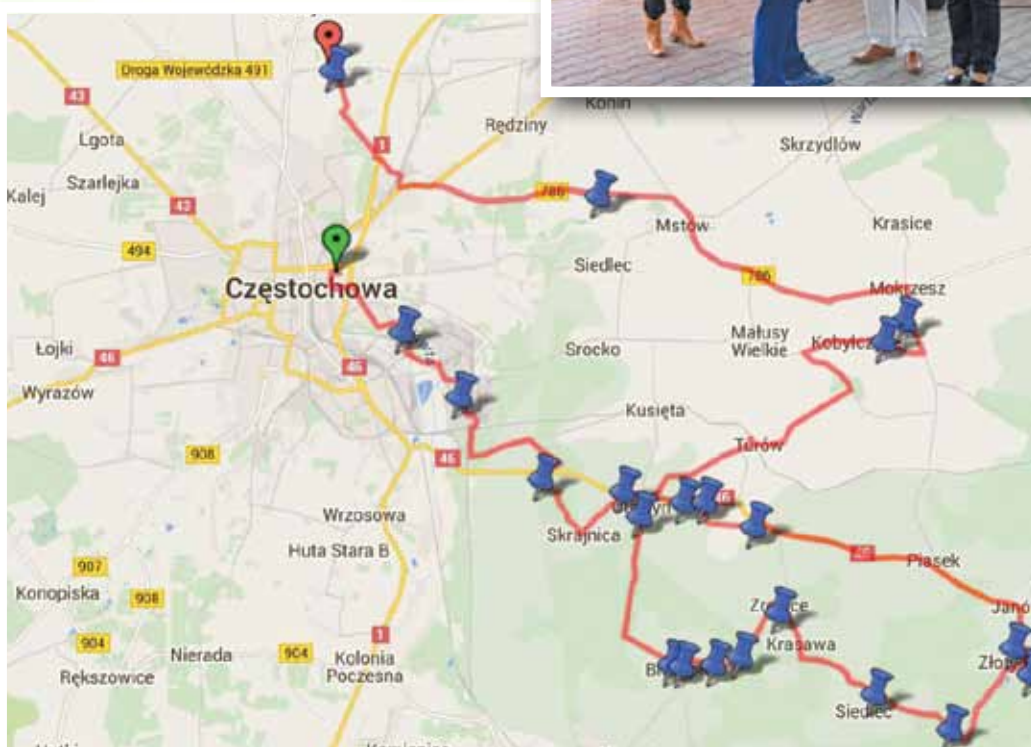 Droga Wojewódzka 491
Konin
Rędziny
43
1
Lgota
Skrzydlów
Kalej
Szarlejka
43
786
Mstów
Krasice
494
Siedlec
786
Częstochowa
Mokrzesz
Łojki
46
Małusy
Wielkie
Srocko
46
Wyrazów
Kusięta
908
46
Turów
Wrzosowa
Skrajnica
Huta Stara B
907
46
Piasek
Konopiska
908
904
Nierada
904
1
Kolonia
Poczesna
Krasawa
Rększowice
Siedlec